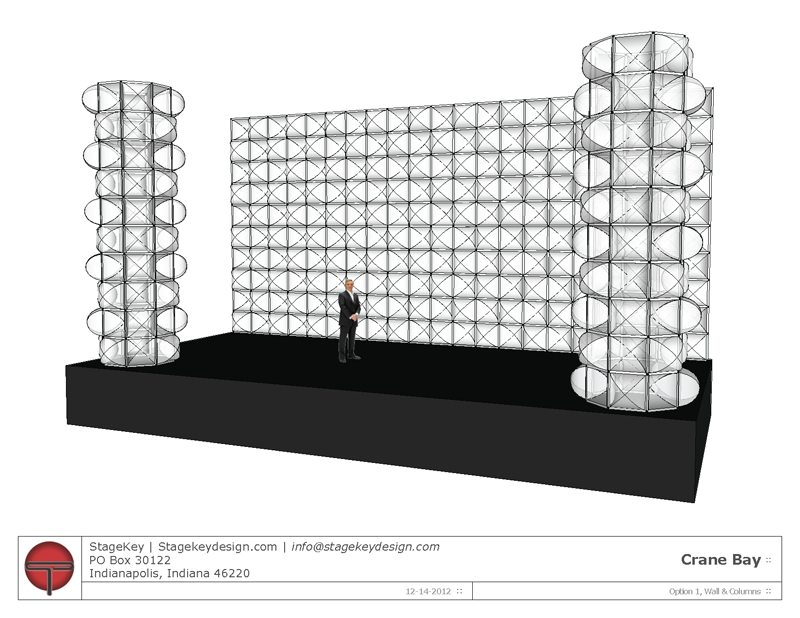 StageKey | Stagekeydesign.com | info@stagekeydesign.com
PO Box 30122
Indianapolis, Indiana 46220
Crane Bay ::
12-14-2012 ::
Option 1, Wall & Columns ::